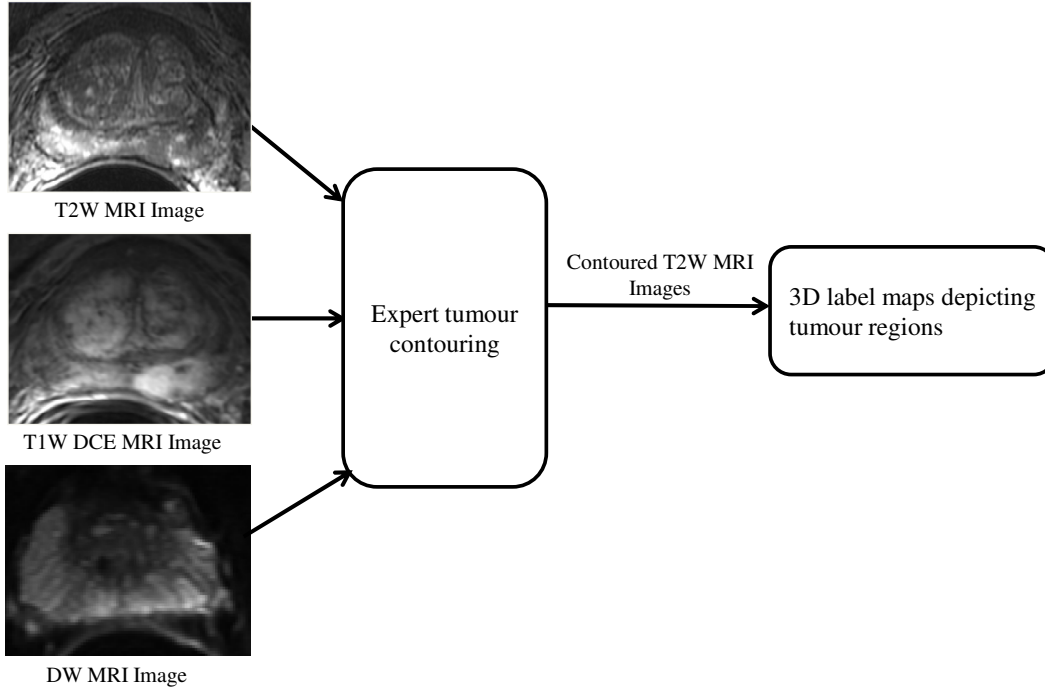 T2W MRI Image
T1W DCE MRI Image
DW MRI Image
Expert tumour
contouring
Contoured T2W MRI
Images
3D label maps depicting
tumour regions